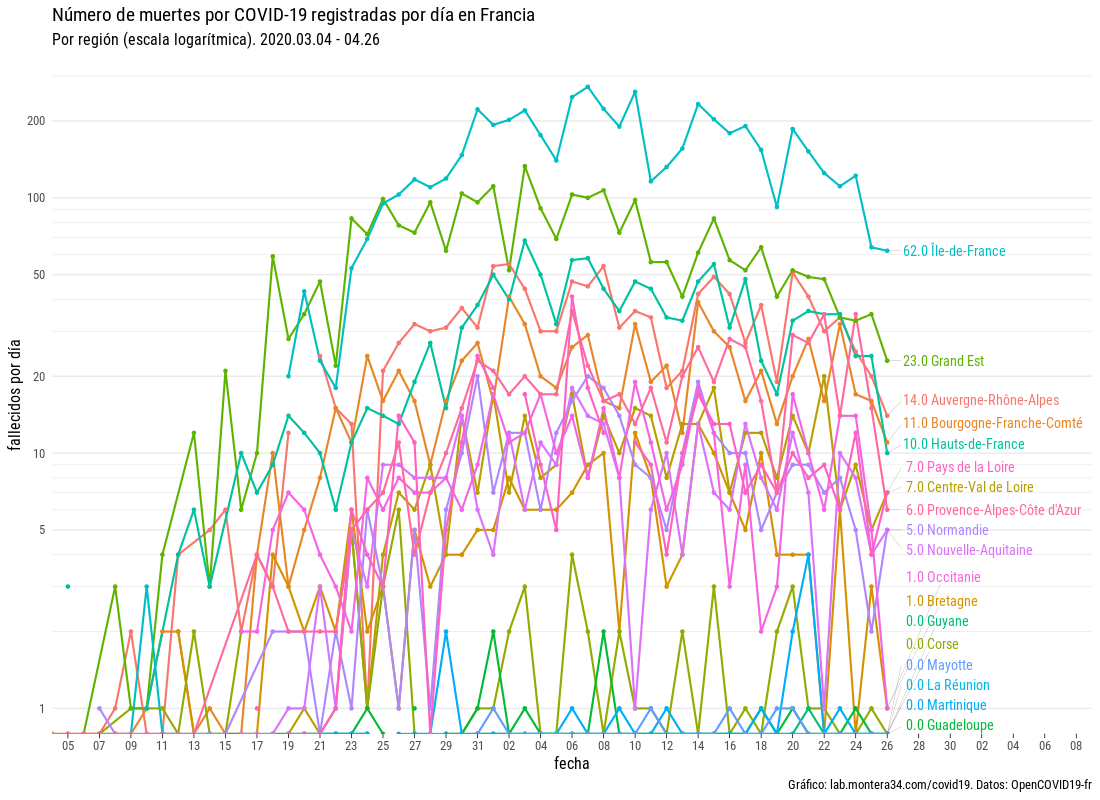 Número de muertes por COVID-19 registradas por día en Francia
Por región (escala logarítmica). 2020.03.04 - 04.26
fallecidos por día
200
100
50
20
10
5
1
62.0 Île-de-France
23.0 Grand Est
14.0 Auvergne-Rhône-Alpes
11.0 Bourgogne-Franche-Comté
10.0 Hauts-de-France
7.0 Pays de la Loire
7.0 Centre-Val de Loire
6.0 Provence-Alpes-Côte d'Azur
5.0 Normandie
5.0 Nouvelle-Aquitaine
1.0 Occitanie
1.0 Bretagne
0.0 Guyane
0.0 Corse
0.0 Mayotte
0.0 La Réunion
0.0 Martinique
0.0 Guadeloupe
05 07 09 11 13 15 17 19 21 23 25 27 29 31 02 04 06 08 10 12 14 16 18 20 22 24 26 28 30 02 04 06 08
fecha
Gráfico: lab.montera34.com/covid19. Datos: OpenCOVID19-fr